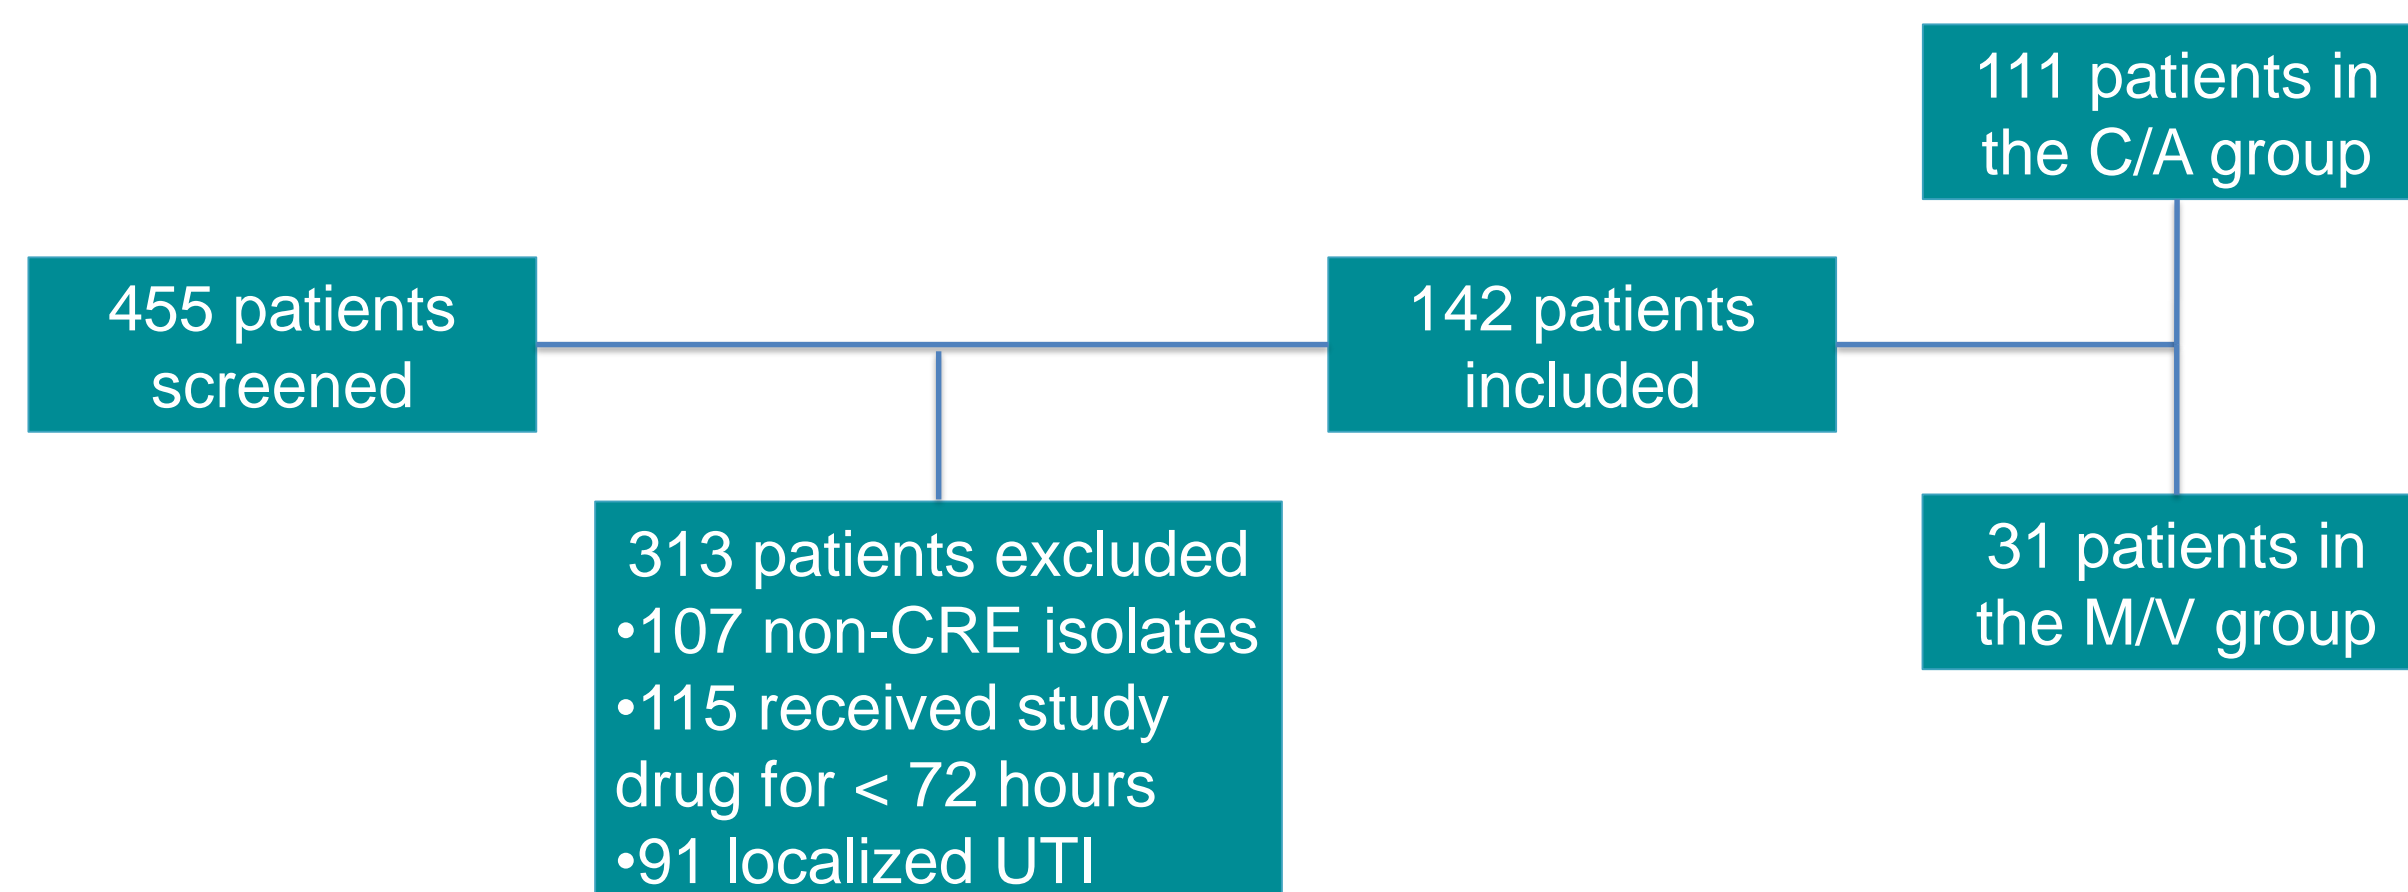 455 patients
screened
313 patients excluded
•107 non-CRE isolates
•115 received study
drug for < 72 hours
•91 localized UTI
142 patients
included
111 patients in
the C/A group
31 patients in
the M/V group